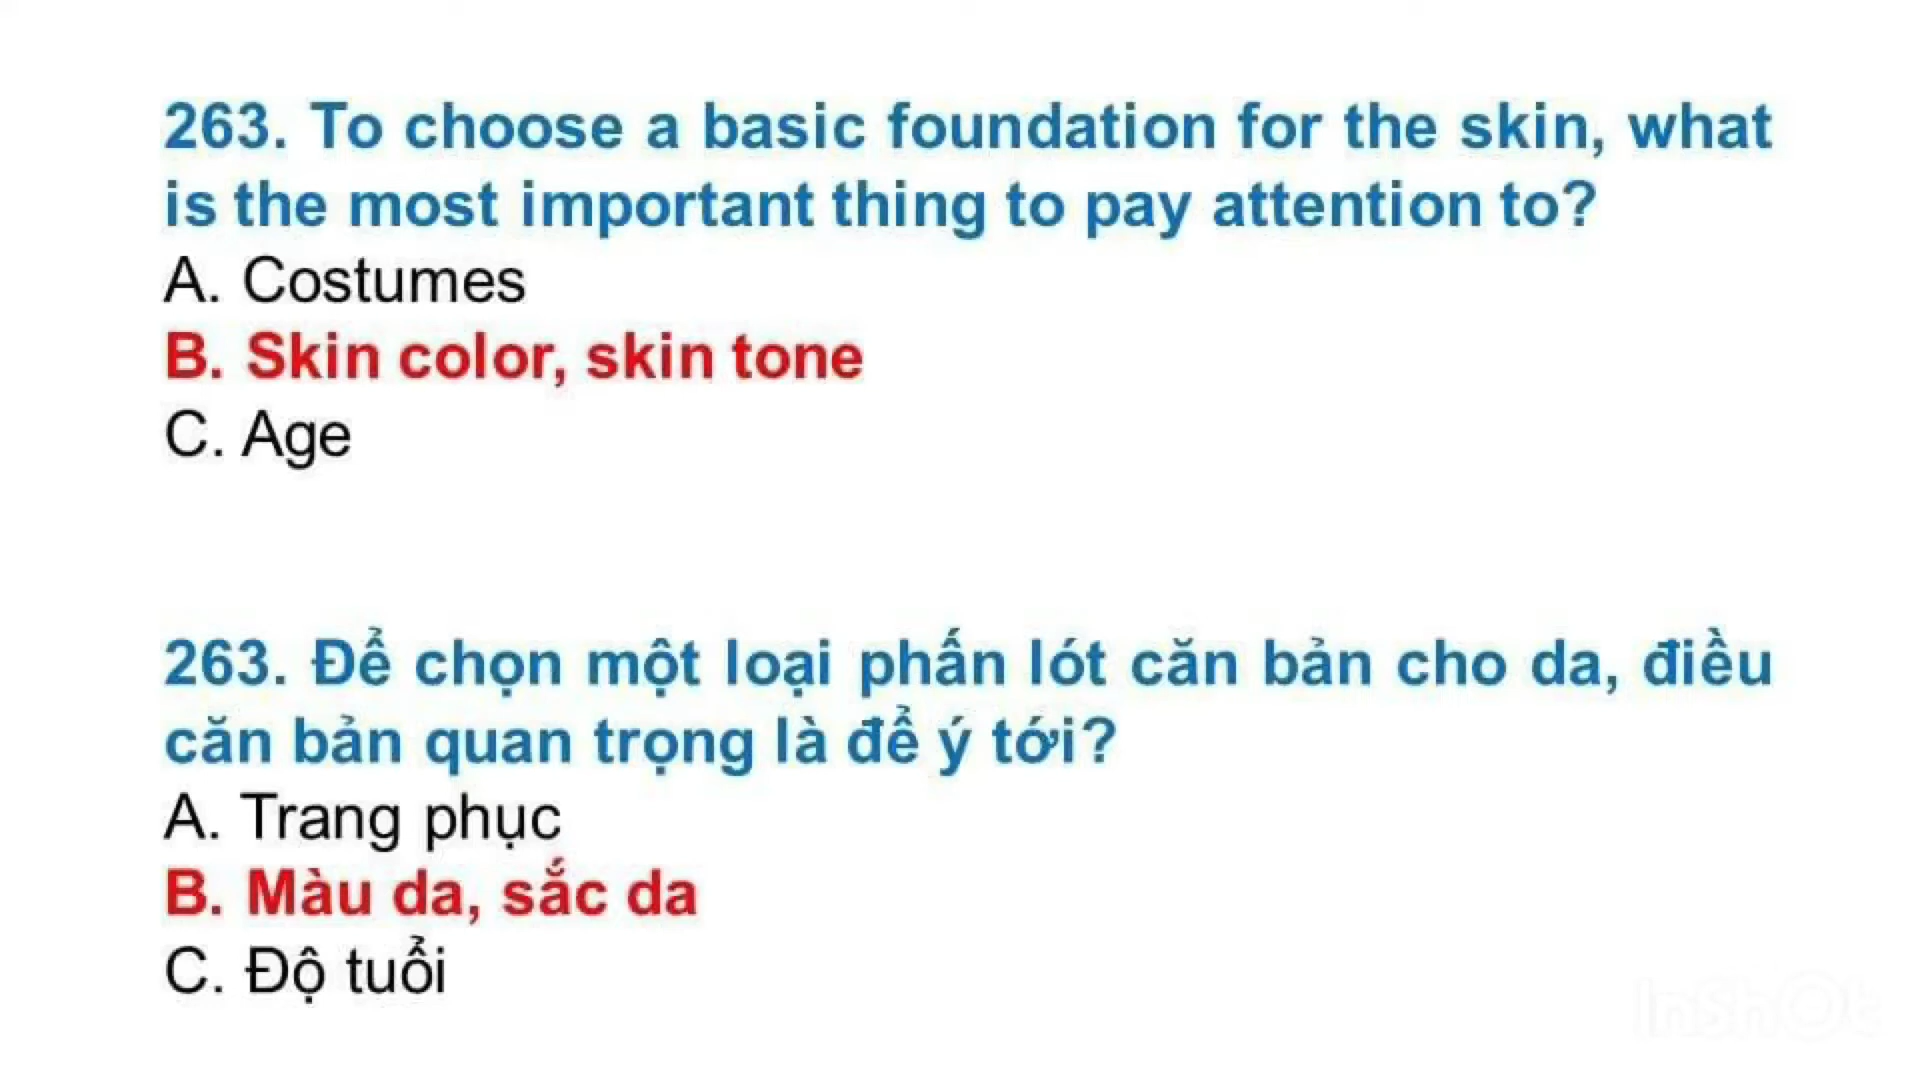 263. To choose a basic foundation for the skin, what
is the most important thing to pay attention to?
A. Costumes
B. Skin color, skin tone
C. Age
263. Để chọn một loại phấn lót căn bản cho da, điều
căn bản quan trọng là để ý tới?
A. Trang phục
B. Màu da, sắc da
C. Độ tuổi
InShOt